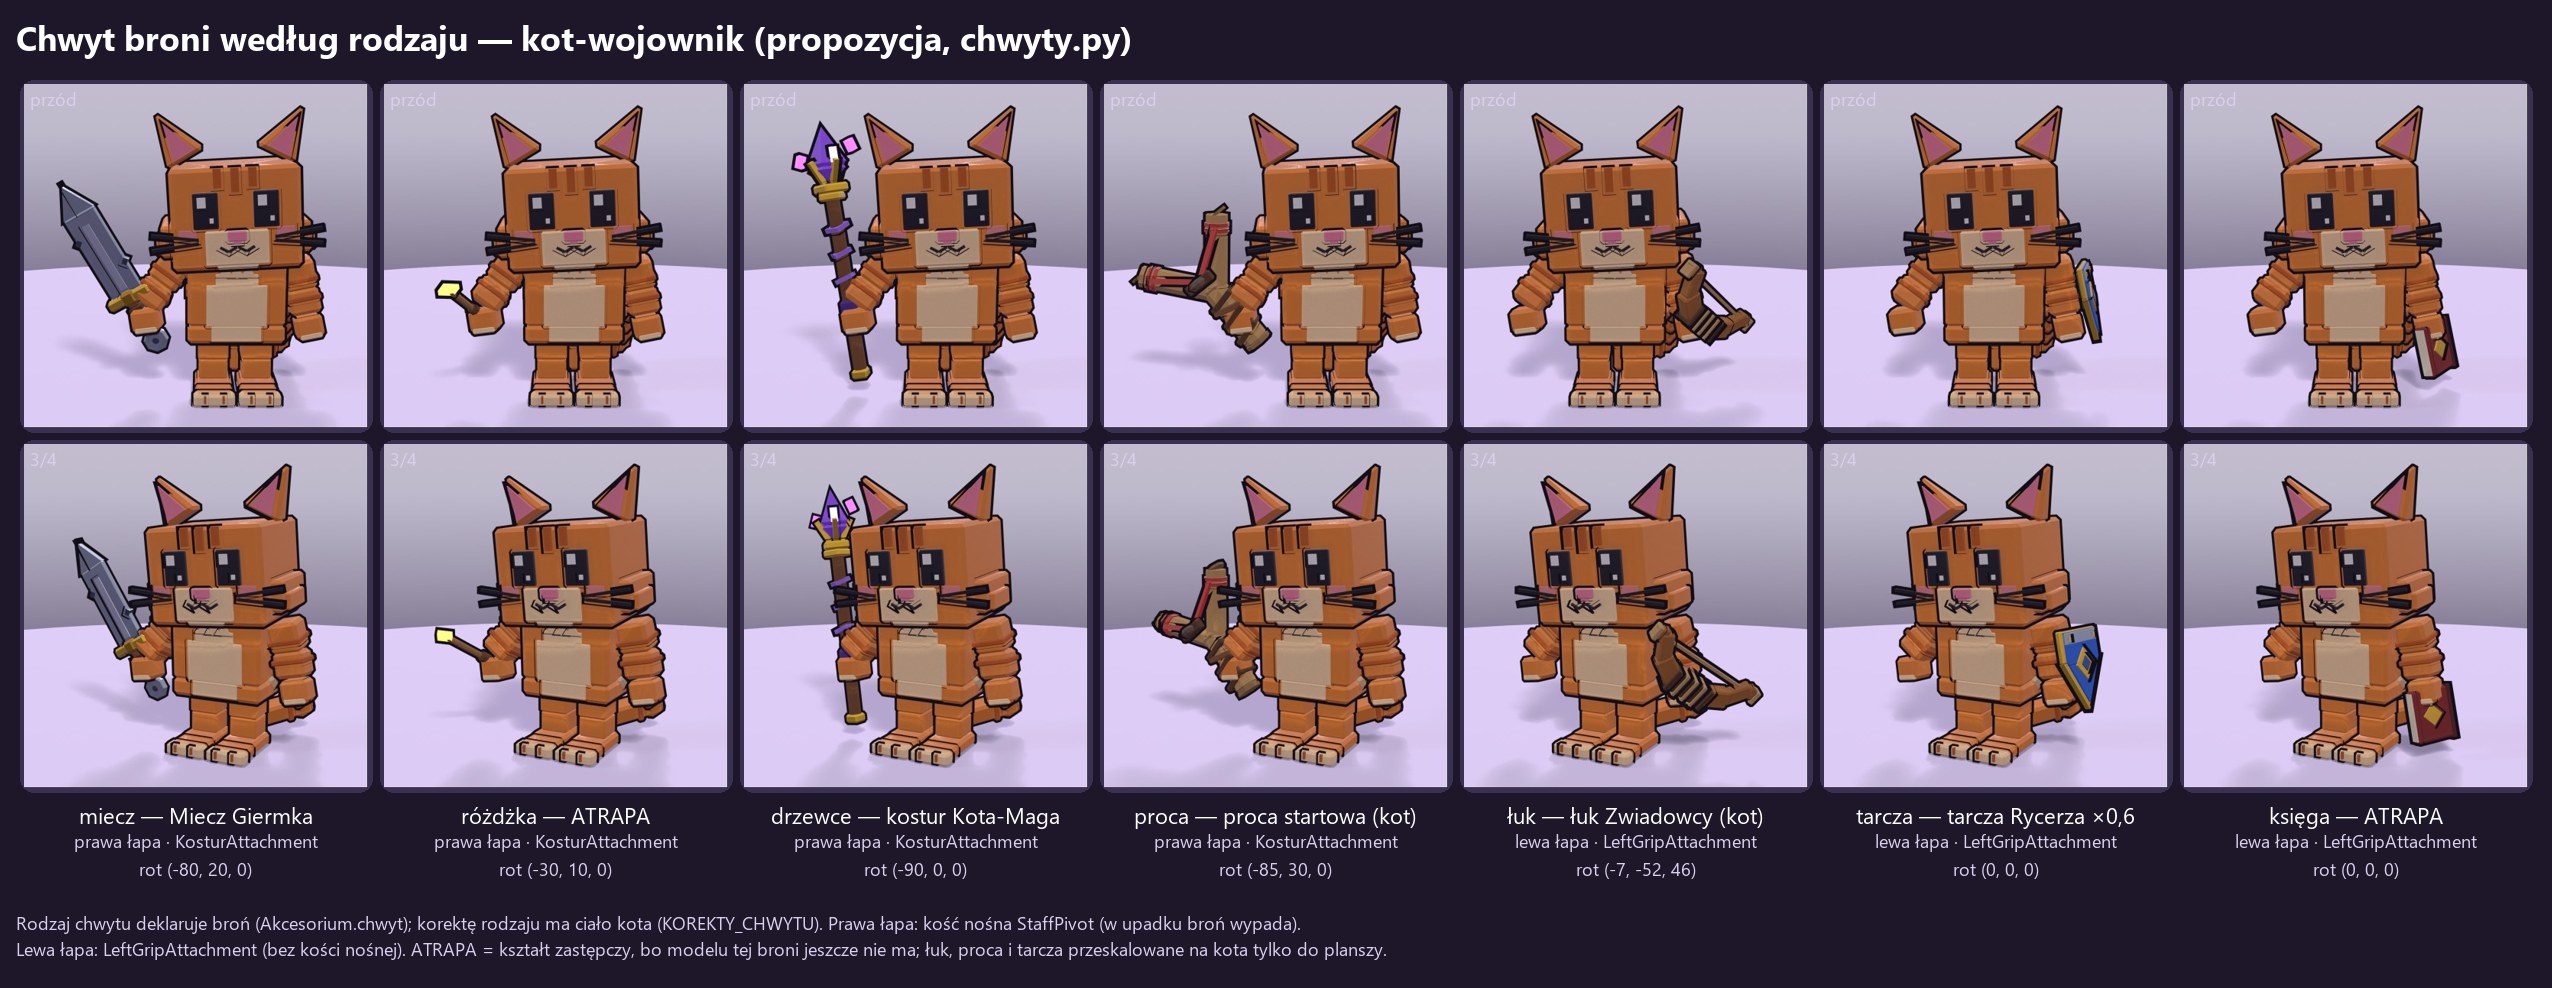 Chwyt broni według rodzaju — kot-wojownik (propozycja, chwyty.py)
przód
przód
przód
przód
przód
przód
przód
3/4
3/4
3/4
3/4
3/4
3/4
3/4
miecz — Miecz Giermka
prawa łapa · KosturAttachment
rot (-80, 20, 0)
różdżka — ATRAPA
prawa łapa · KosturAttachment
rot (-30, 10, 0)
drzewce — kostur Kota-Maga
prawa łapa · KosturAttachment
rot (-90, 0, 0)
proca — proca startowa (kot)
prawa łapa · KosturAttachment
rot (-85, 30, 0)
łuk — łuk Zwiadowcy (kot)
lewa łapa · LeftGripAttachment
rot (-7, -52, 46)
tarcza — tarcza Rycerza ×0,6
lewa łapa · LeftGripAttachment
rot (0, 0, 0)
księga — ATRAPA
lewa łapa · LeftGripAttachment
rot (0, 0, 0)
Rodzaj chwytu deklaruje broń (Akcesorium.chwyt); korektę rodzaju ma ciało kota (KOREKTY_CHWYTU). Prawa łapa: kość nośna StaffPivot (w upadku broń wypada).
Lewa łapa: LeftGripAttachment (bez kości nośnej). ATRAPA = kształt zastępczy, bo modelu tej broni jeszcze nie ma; łuk, proca i tarcza przeskalowane na kota tylko do planszy.